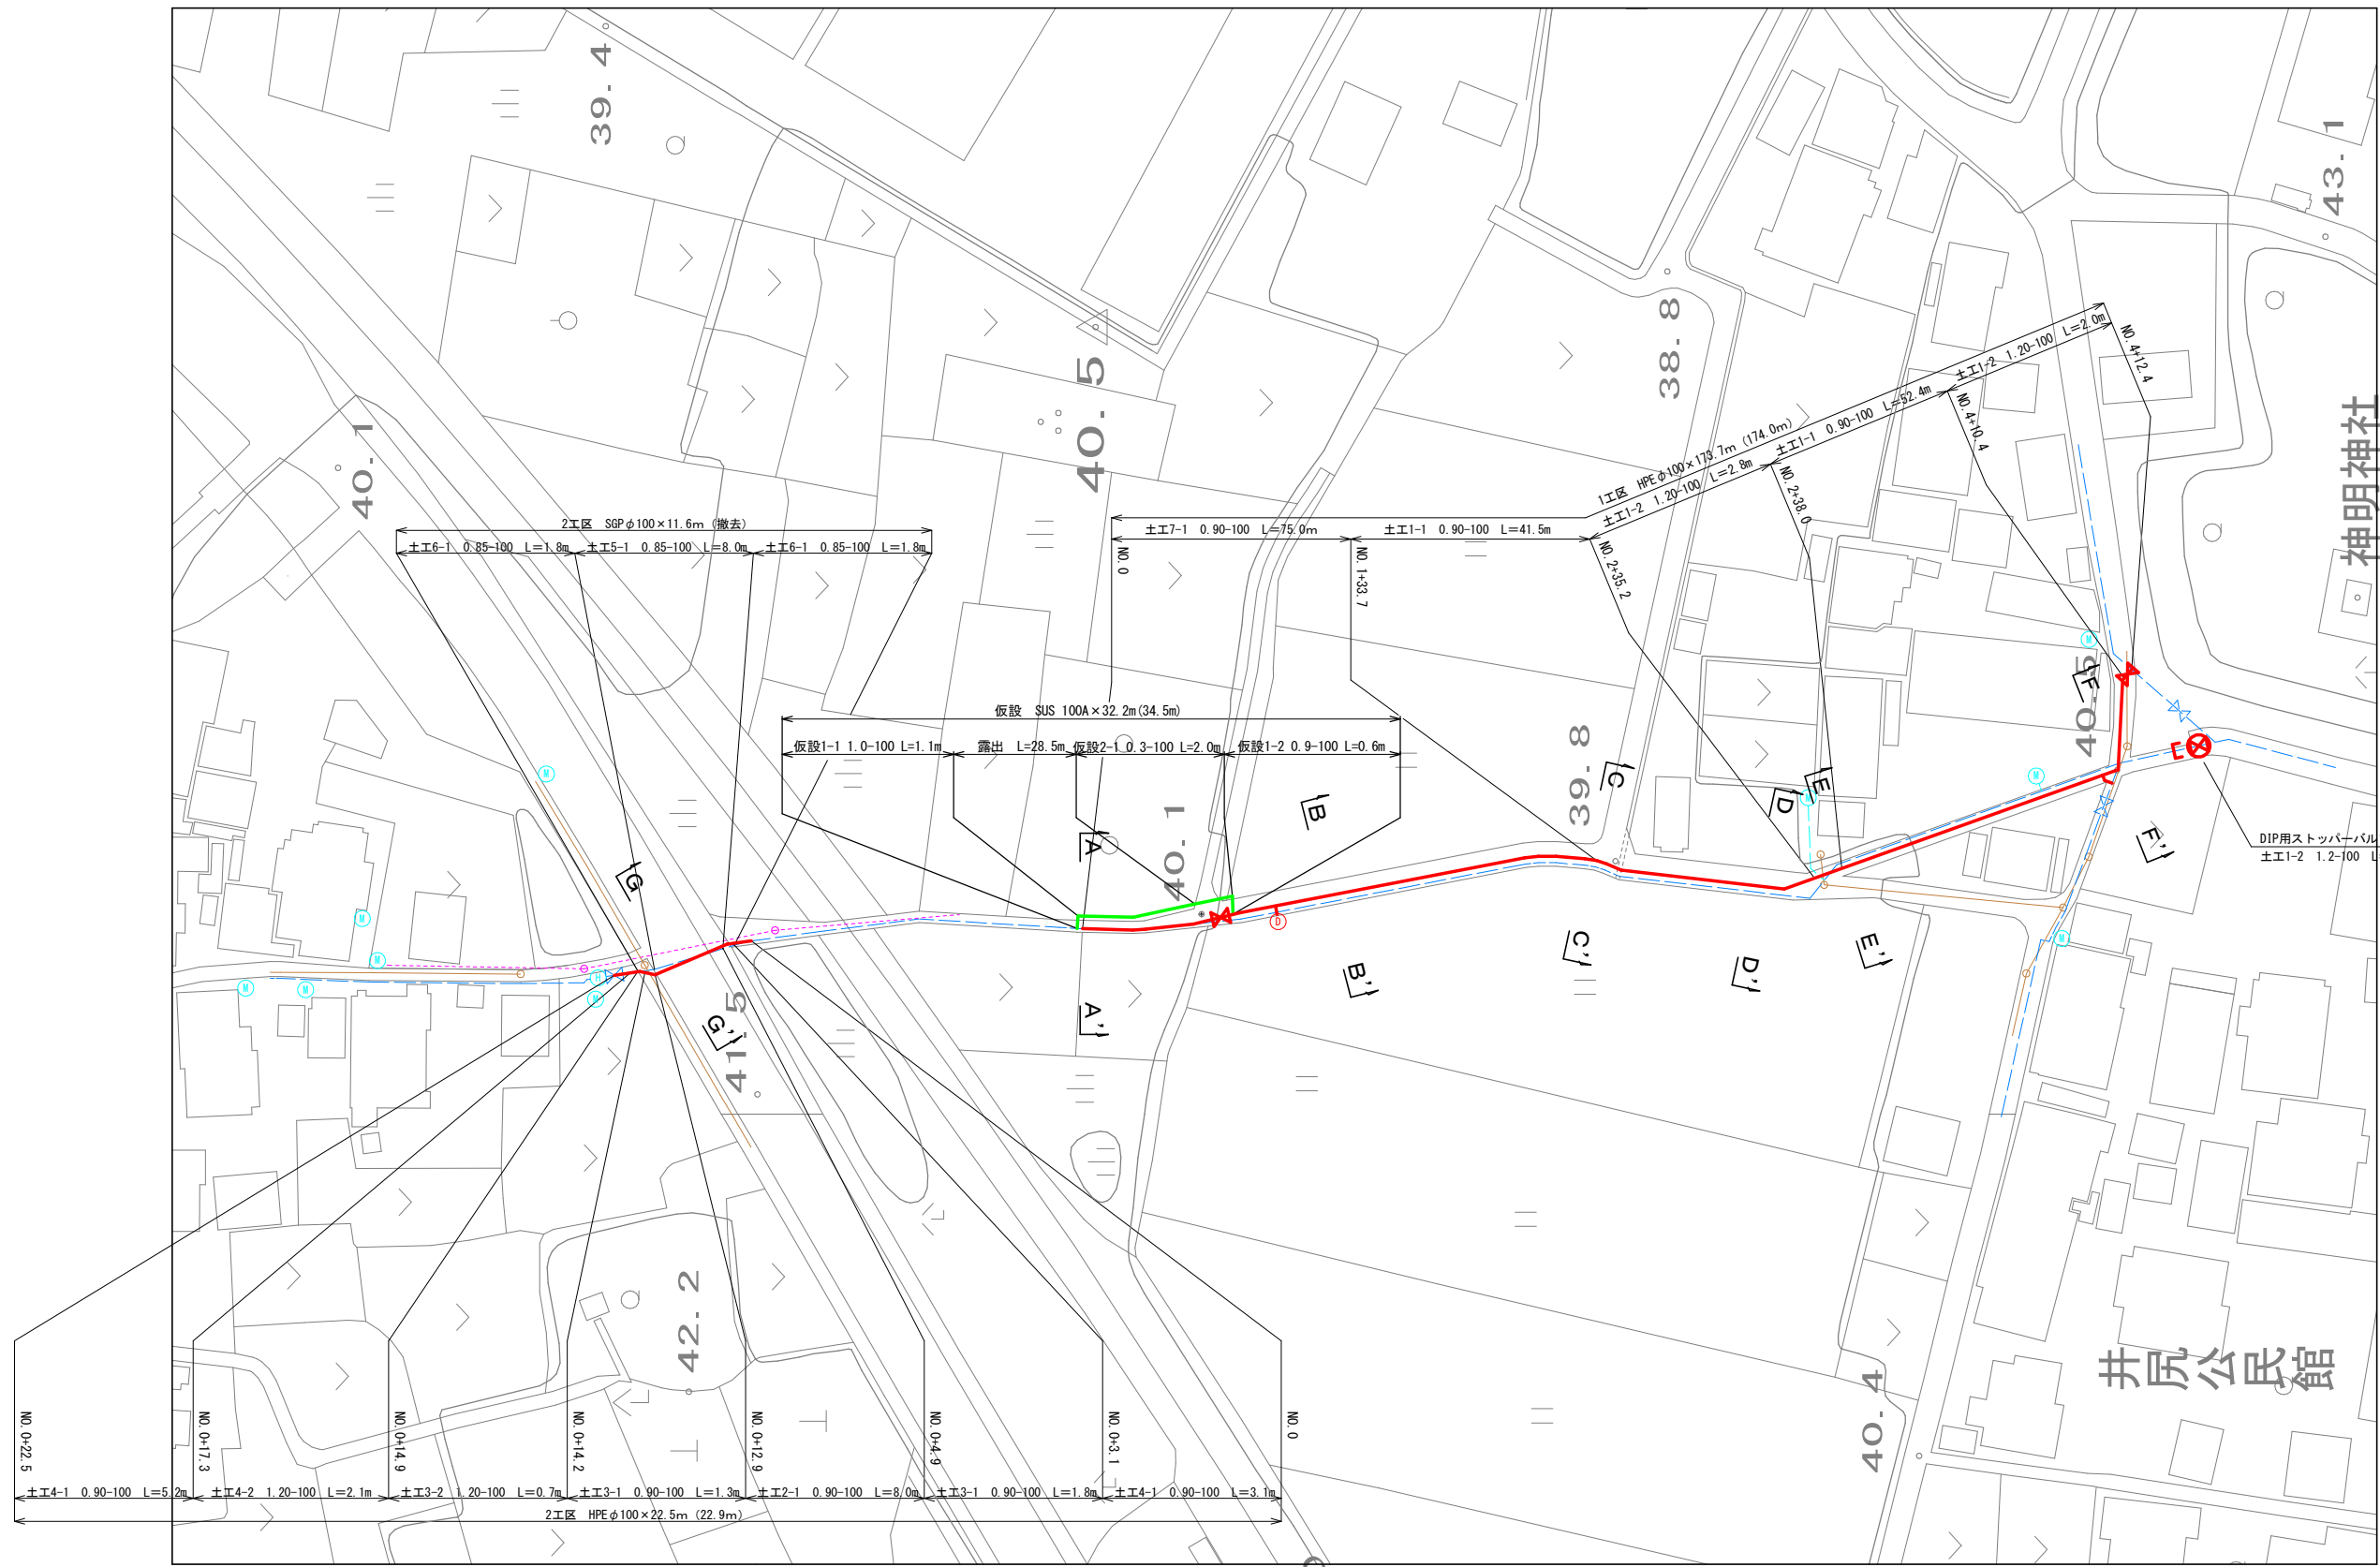 39.4
43.1
神明神社
38.8
40.5
40.1
1工区 HPEφ100×173.7m (174.0m)
土工1-2 1.20-100 L=2.8m
土工1-1 0.90-100 L=52.4m
土工1-2 1.20-100 L=2.0m
NO.4+12.4
NO.4+10.4
NO.2+38.0
NO.2+35.2
2工区 SGPφ100×11.6m (撤去)
土工6-1 0.85-100 L=1.8m
土工5-1 0.85-100 L=8.0m
土工6-1 0.85-100 L=1.8m
土工7-1 0.90-100 L=75.0m
土工1-1 0.90-100 L=41.5m
NO.0
NO.1+33.7
仮設 SUS 100A×32.2m(34.5m)
仮設1-1 1.0-100 L=1.1m
露出 L=28.5m
仮設2-1 0.3-100 L=2.0m
仮設1-2 0.9-100 L=0.6m
40.5
39.8
40.1
41.5
A
A'
B
B'
C
C'
D
D'
E
E'
F
F'
G
G'
M
M
M
M
M
M
M
M
M
M
H
D
DIP用ストッパーバル
土工1-2 1.2-100 L
42.2
40.4
井尻公民館
NO.0+22.5
NO.0+17.3
NO.0+14.9
NO.0+14.2
NO.0+12.9
NO.0+4.9
NO.0+3.1
NO.0
土工4-1 0.90-100 L=5.2m
土工4-2 1.20-100 L=2.1m
土工3-2 1.20-100 L=0.7m
土工3-1 0.90-100 L=1.3m
土工2-1 0.90-100 L=8.0m
土工3-1 0.90-100 L=1.8m
土工4-1 0.90-100 L=3.1m
2工区 HPEφ100×22.5m (22.9m)